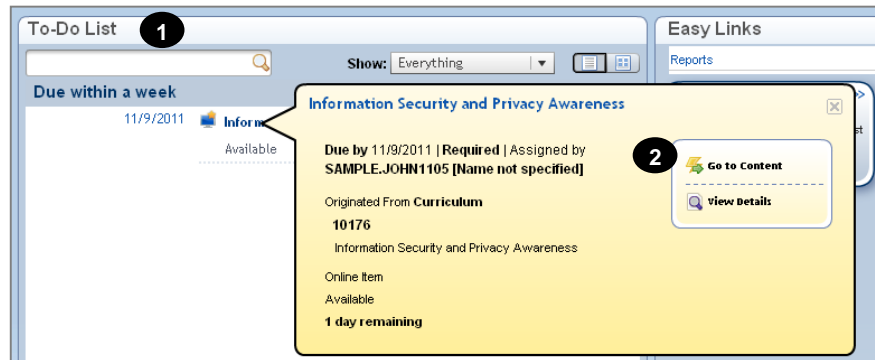 To-Do List
1
Easy Links
Show: Everything
Reports
Due within a week
11/9/2011
Inform
Available
Information Security and Privacy Awareness
Due by 11/9/2011 | Required | Assigned by
SAMPLE.JOHN1105 [Name not specified]
Originated From Curriculum
10176
Information Security and Privacy Awareness
Online Item
Available
1 day remaining
2
Go to Content
View Details
>>
st